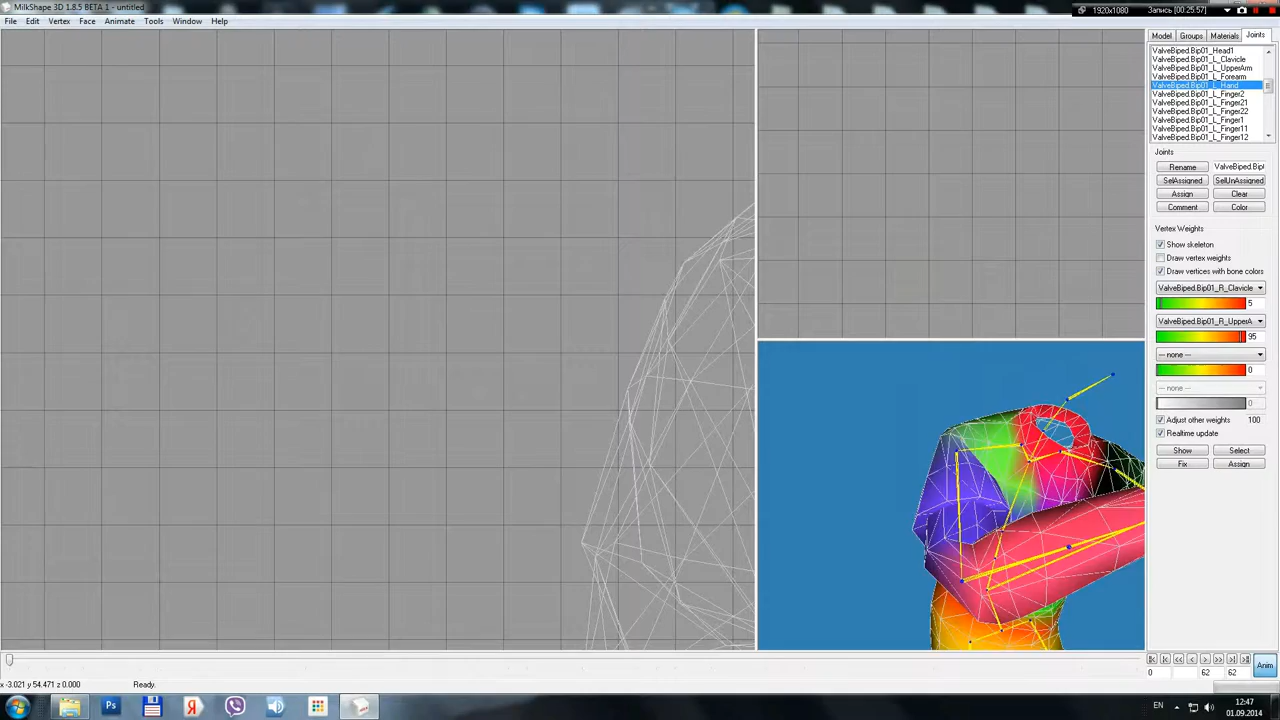 MilkShape 3D 1.8.5 BETA 1 - untitled
1920x1080
Запись [00:25:57]
File Edit Vertex Face Animate Tools Window Help
Model Groups Materials Joints
ValveBiped.Bip01_Head1
ValveBiped.Bip01_L_Clavicle
ValveBiped.Bip01_L_UpperArm
ValveBiped.Bip01_L_Forearm
ValveBiped.Bip01_L_Hand
ValveBiped.Bip01_L_Finger2
ValveBiped.Bip01_L_Finger21
ValveBiped.Bip01_L_Finger22
ValveBiped.Bip01_L_Finger1
ValveBiped.Bip01_L_Finger11
ValveBiped.Bip01_L_Finger12
Joints
Rename ValveBiped.Bip
SelAssigned SelUnAssigned
Assign Clear
Comment Color
Vertex Weights
Show skeleton
Draw vertex weights
Draw vertices with bone colors
ValveBiped.Bip01_R_Clavicle
5
ValveBiped.Bip01_R_UpperA
95
--- none ---
0
--- none ---
0
Adjust other weights 100
Realtime update
Show Select
Fix Assign
Anim
0 62 62
x -3.021 y 54.471 z 0.000 Ready.
Ps
Я
EN
12:47
01.09.2014